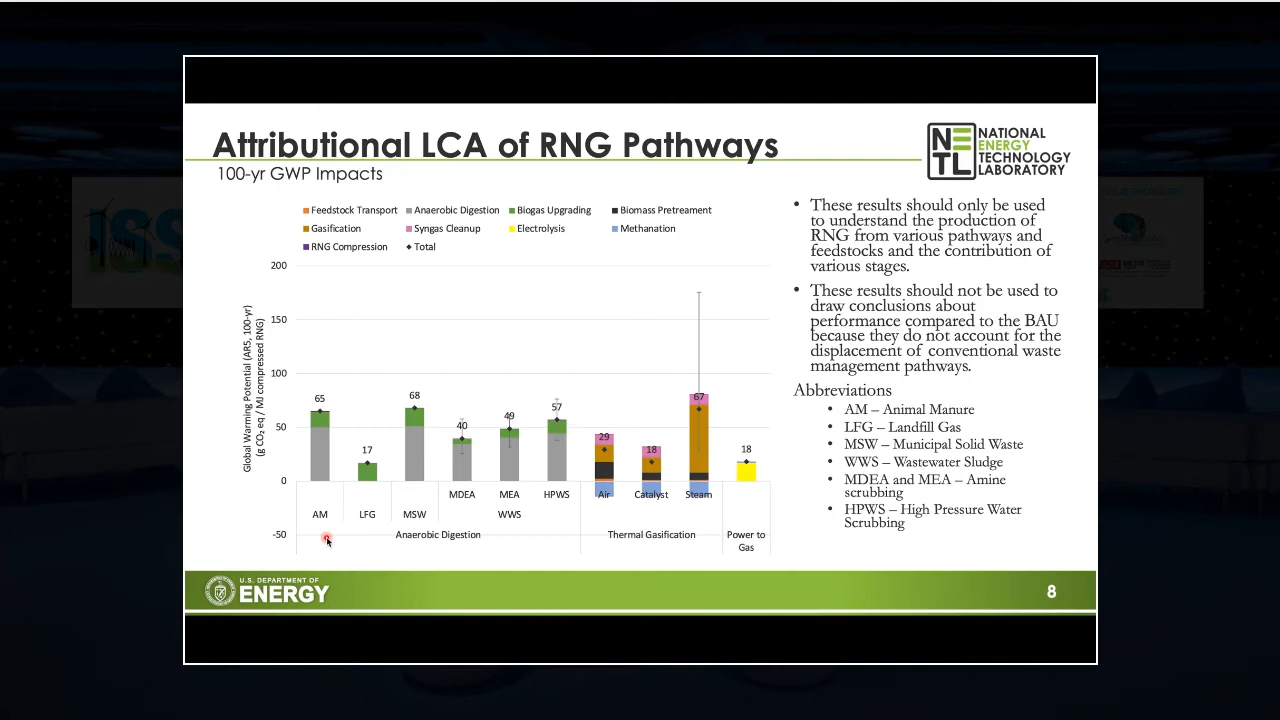 Attributional LCA of RNG Pathways
100-yr GWP Impacts
NE
TL
NATIONAL
ENERGY
TECHNOLOGY
LABORATORY
Feedstock Transport
Anaerobic Digestion
Biogas Upgrading
Biomass Pretreament
Gasification
Syngas Cleanup
Electrolysis
Methanation
RNG Compression
Total
Global Warming Potential (AR5, 100-yr)
(g CO₂ eq / MJ compressed RNG)
200
150
100
50
0
-50
65
17
68
40
49
57
29
18
67
18
MDEA
MEA
HPWS
Air
Catalyst
Steam
AM
LFG
MSW
WWS
Anaerobic Digestion
Thermal Gasification
Power to
Gas
• These results should only be used
to understand the production of
RNG from various pathways and
feedstocks and the contribution of
various stages.
• These results should not be used to
draw conclusions about
performance compared to the BAU
because they do not account for the
displacement of conventional waste
management pathways.
Abbreviations
• AM – Animal Manure
• LFG – Landfill Gas
• MSW – Municipal Solid Waste
• WWS – Wastewater Sludge
• MDEA and MEA – Amine
scrubbing
• HPWS – High Pressure Water
Scrubbing
U.S. DEPARTMENT OF
ENERGY
8
ISS